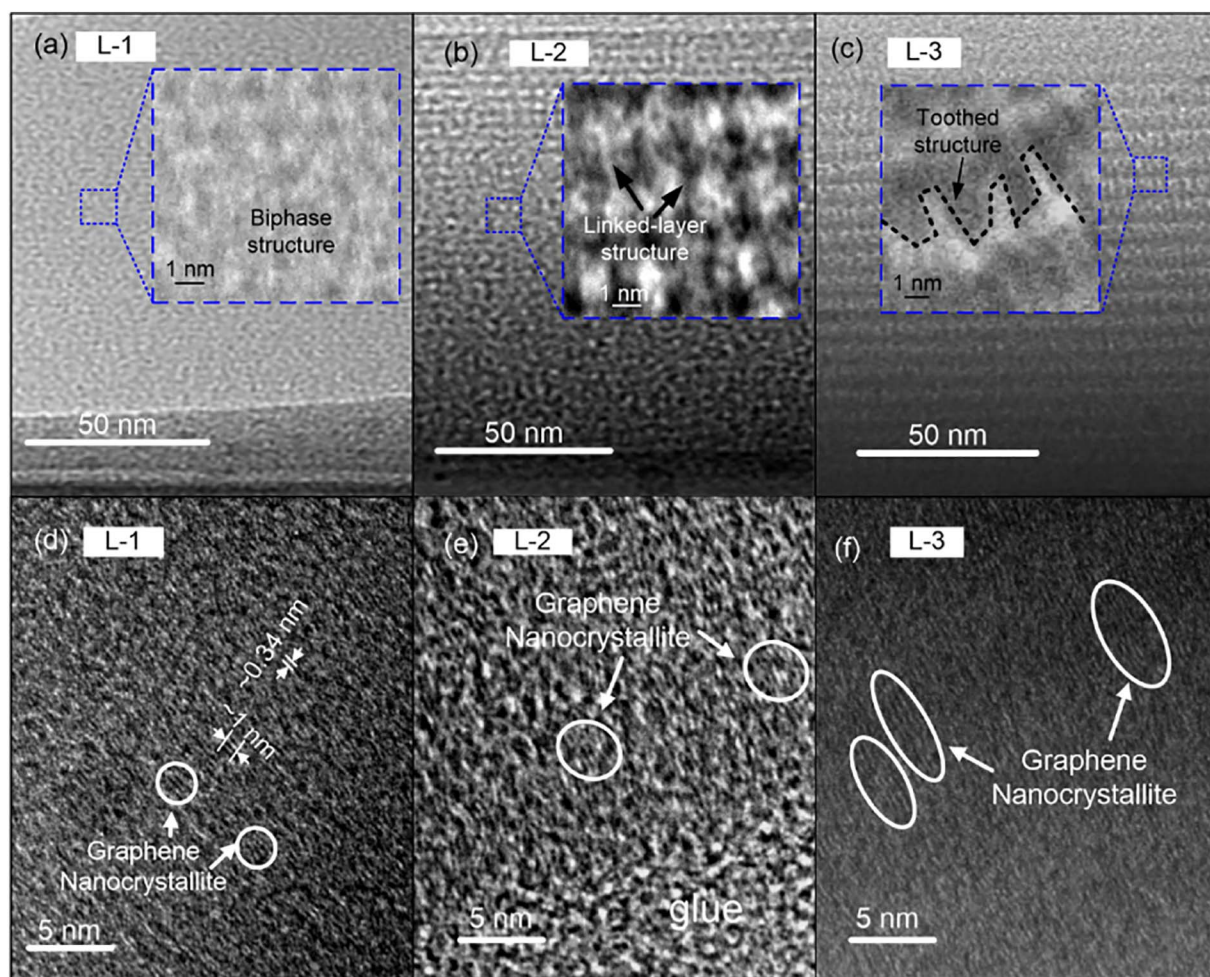 (a)
L-1
Biphase
structure
1 nm
50 nm
(b)
L-2
Linked-layer
structure
1 nm
50 nm
(c)
L-3
Toothed
structure
1 nm
50 nm
(d)
L-1
~0.34 nm
~1 nm
Graphene
Nanocrystallite
5 nm
(e)
L-2
Graphene
Nanocrystallite
glue
5 nm
(f)
L-3
Graphene
Nanocrystallite
5 nm